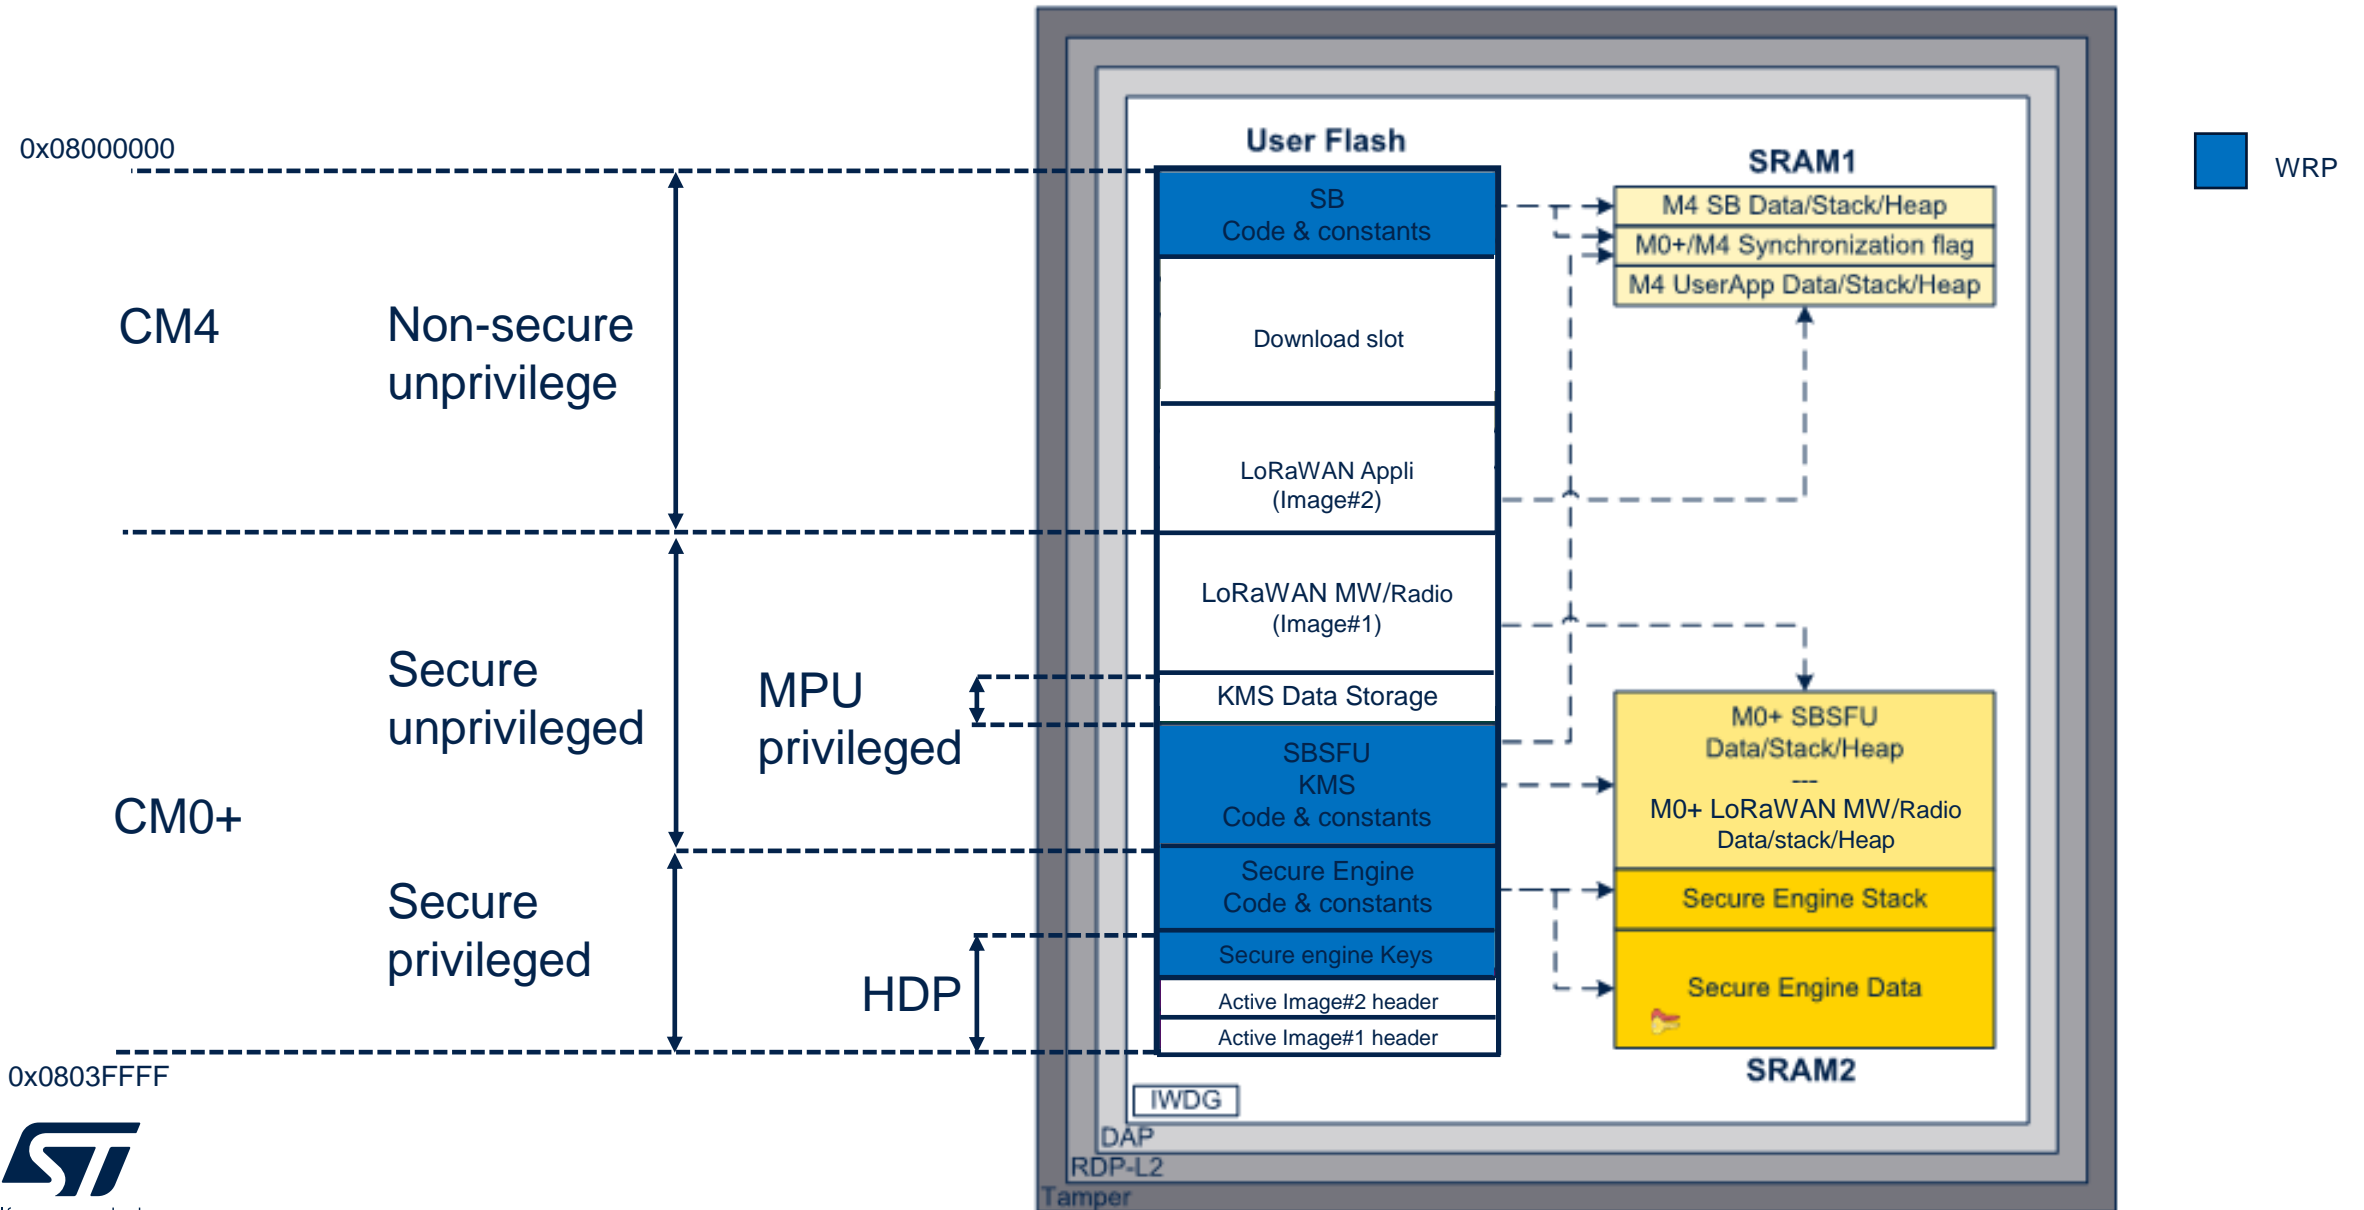 0x08000000
CM4
Non-secure
unprivilege
Secure
unprivileged
MPU
privileged
CM0+
Secure
privileged
HDP
0x0803FFFF
User Flash
SB
Code & constants
Download slot
LoRaWAN Appli
(Image#2)
LoRaWAN MW/Radio
(Image#1)
KMS Data Storage
SBSFU
KMS
Code & constants
Secure Engine
Code & constants
Secure engine Keys
Active Image#2 header
Active Image#1 header
SRAM1
M4 SB Data/Stack/Heap
M0+/M4 Synchronization flag
M4 UserApp Data/Stack/Heap
M0+ SBSFU
Data/Stack/Heap
---
M0+ LoRaWAN MW/Radio
Data/stack/Heap
Secure Engine Stack
Secure Engine Data
SRAM2
IWDG
DAP
RDP-L2
Tamper
WRP
ST